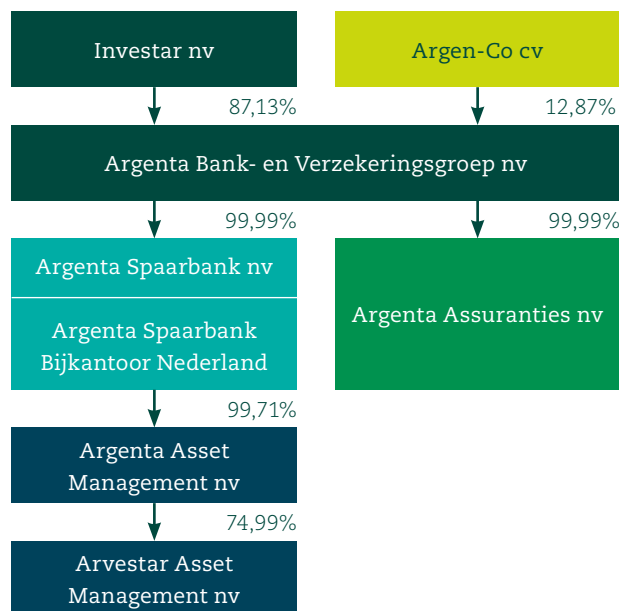 Investar nv
Argen-Co cv
87,13%
12,87%
Argenta Bank- en Verzekeringsgroep nv
99,99%
99,99%
Argenta Spaarbank nv
Argenta Spaarbank
Bijkantoor Nederland
Argenta Assuranties nv
99,71%
Argenta Asset
Management nv
74,99%
Arvestar Asset
Management nv